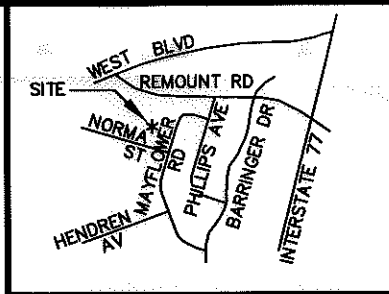 WEST BLVD
REMOUNT RD
SITE
NORMA ST
MAYFLOWER RD
PHILLIPS AVE
BARRINGER DR
INTERSTATE 77
HENDREN AV